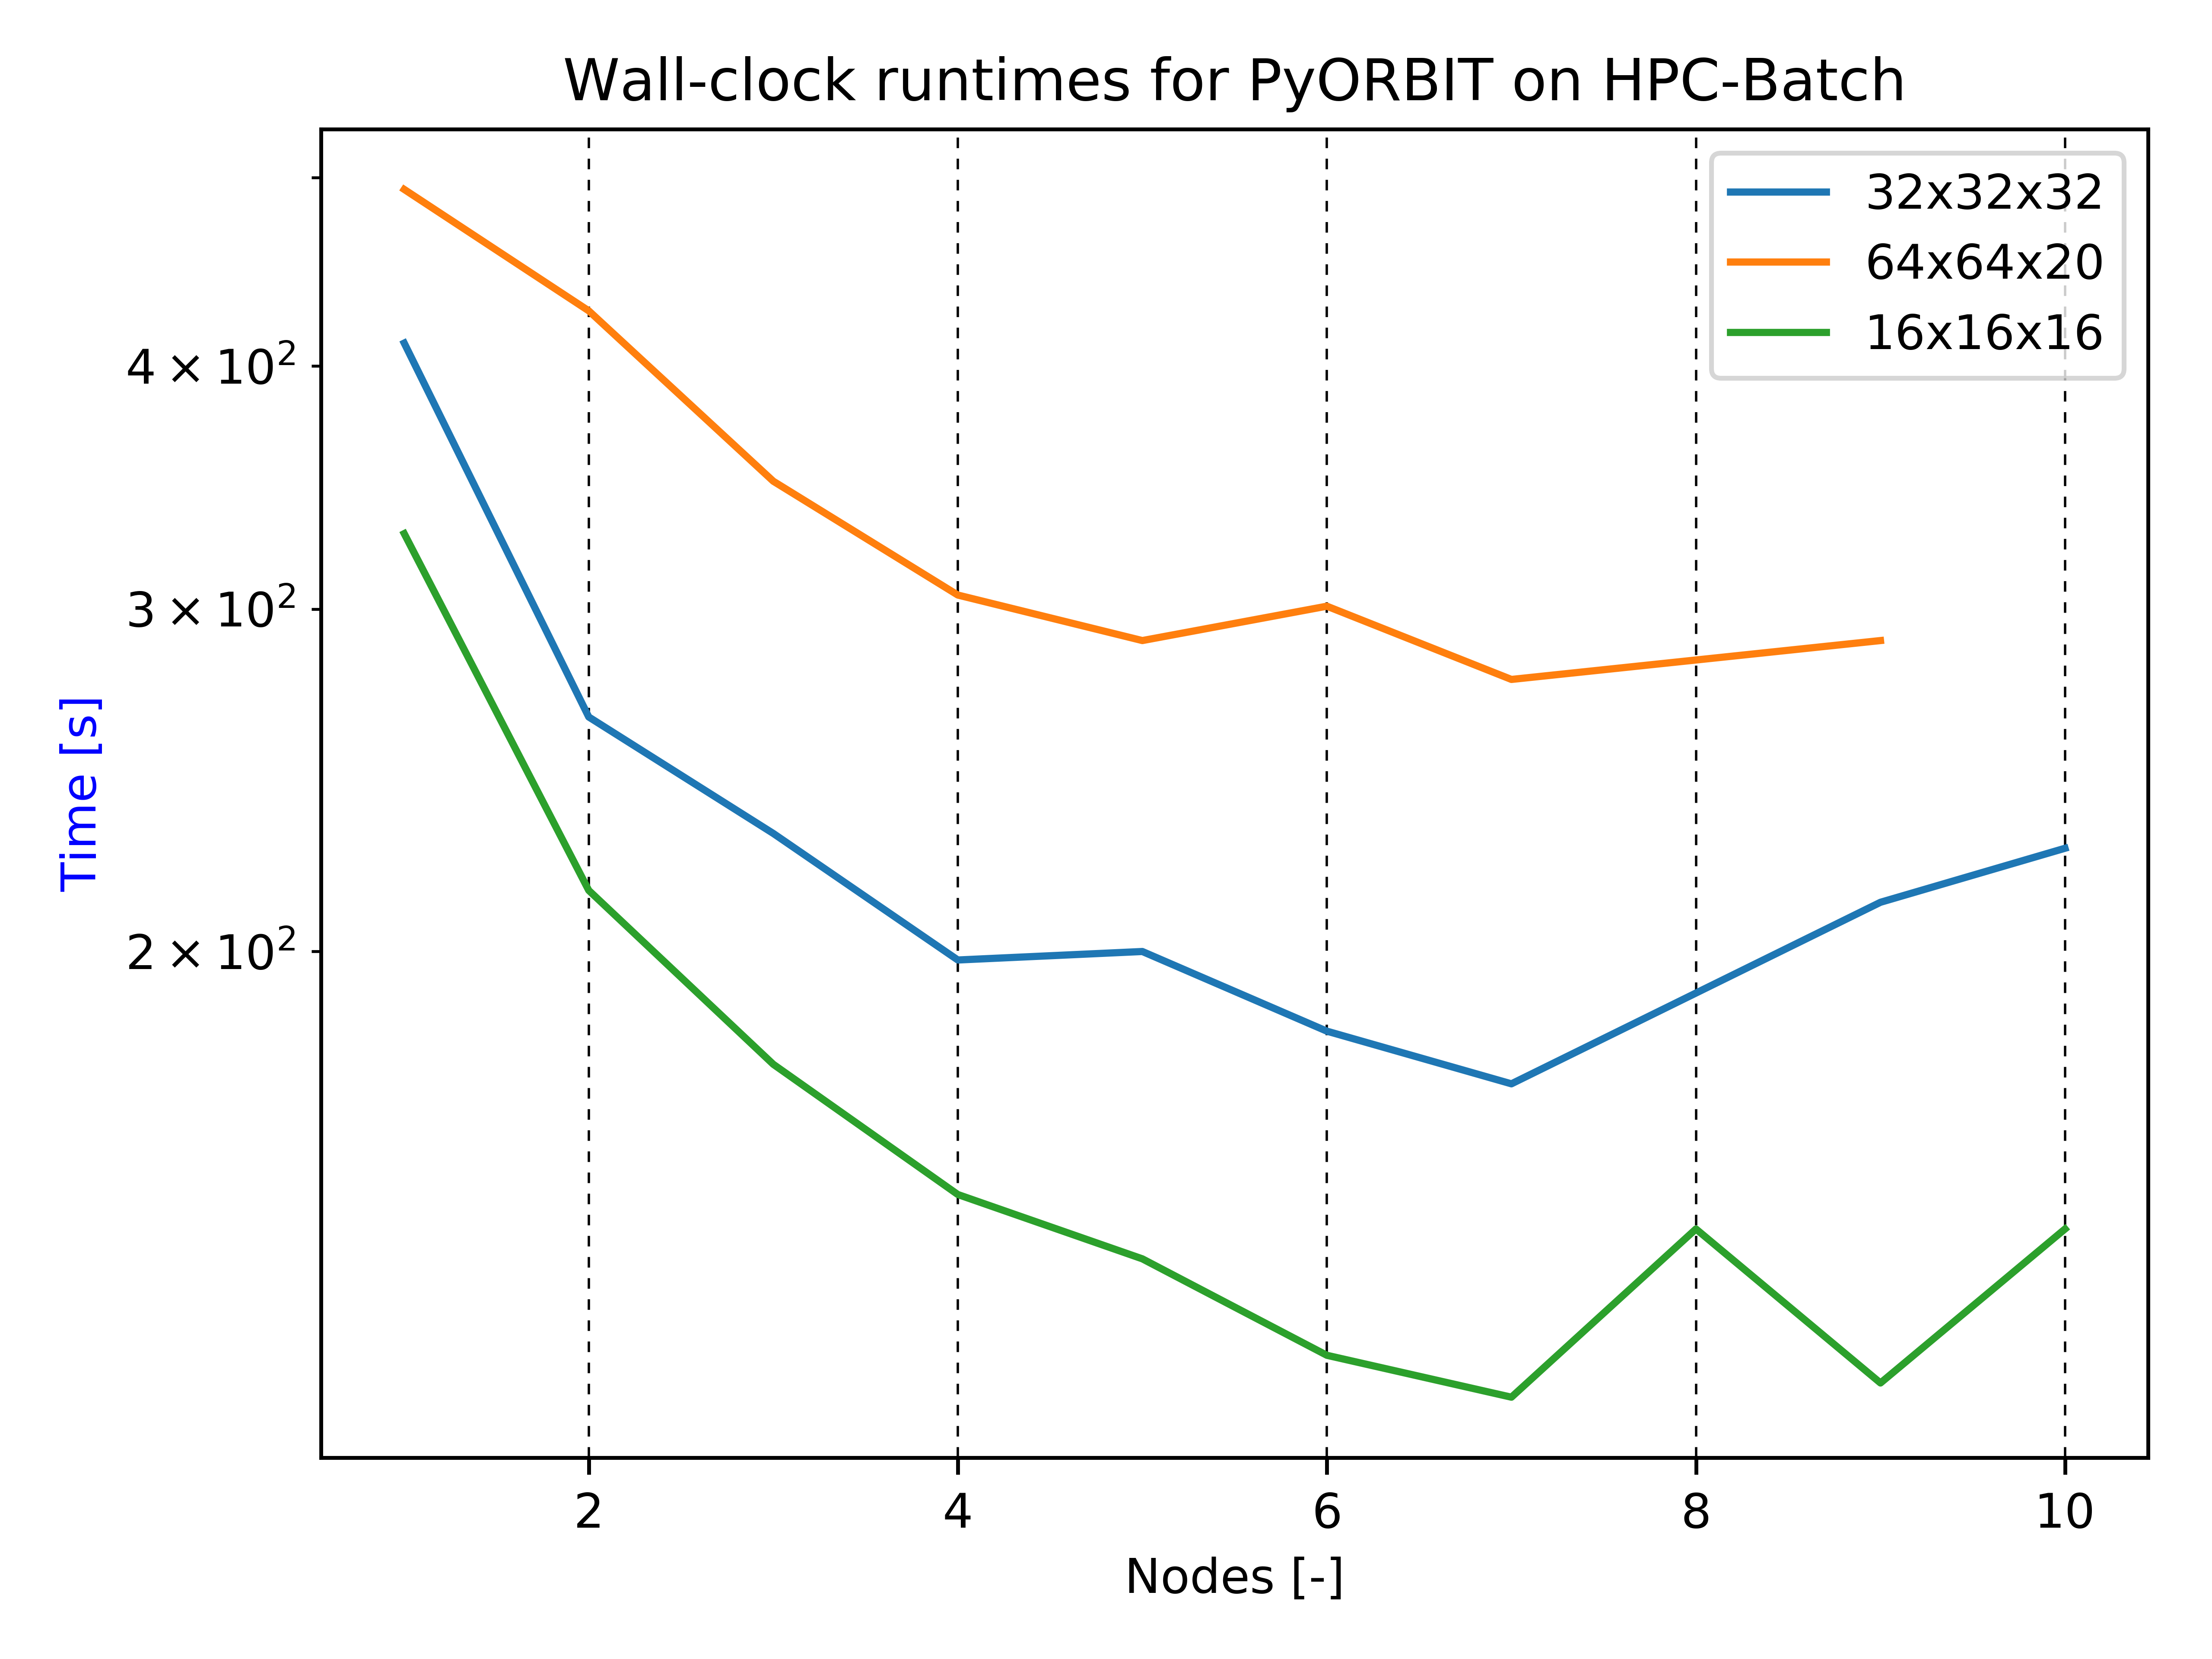 Wall-clock runtimes for PyORBIT on HPC-Batch
32x32x32
64x64x20
16x16x16
4 × 10²
3 × 10²
2 × 10²
Time [s]
2 4 6 8 10
Nodes [-]